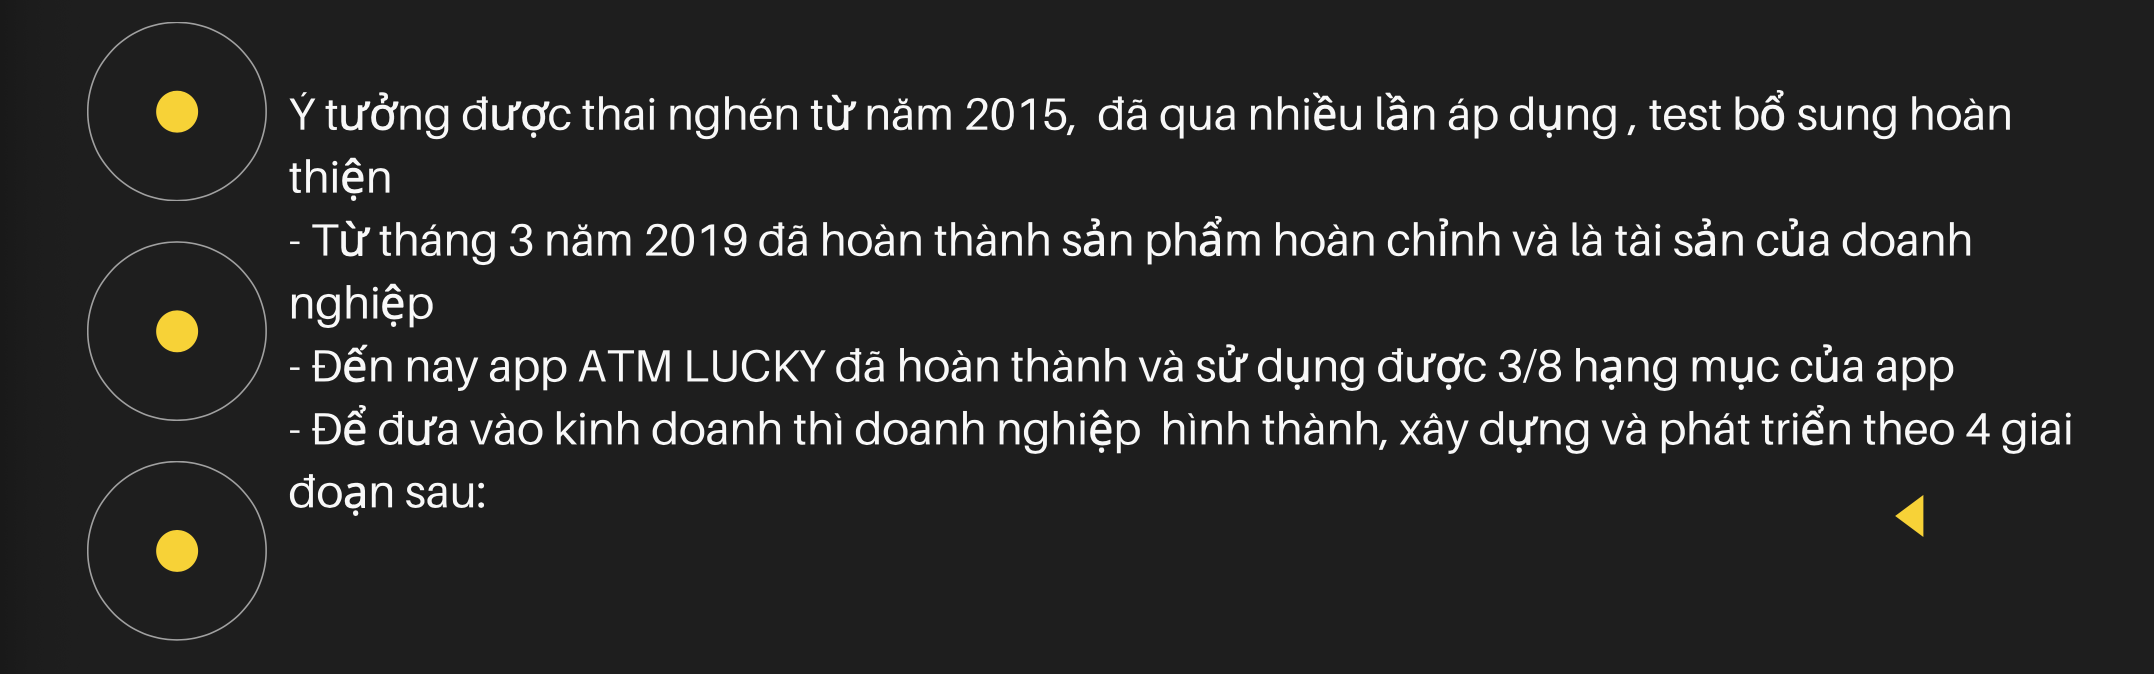 Ý tưởng được thai nghén từ năm 2015,  đã qua nhiều lần áp dụng , test bổ sung hoàn
thiện
- Từ tháng 3 năm 2019 đã hoàn thành sản phẩm hoàn chỉnh và là tài sản của doanh
nghiệp
- Đến nay app ATM LUCKY đã hoàn thành và sử dụng được 3/8 hạng mục của app
- Để đưa vào kinh doanh thì doanh nghiệp  hình thành, xây dựng và phát triển theo 4 giai
đoạn sau: